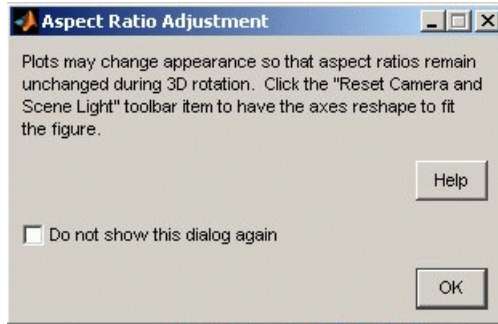 Aspect Ratio Adjustment
Plots may change appearance so that aspect ratios remain
unchanged during 3D rotation.  Click the "Reset Camera and
Scene Light" toolbar item to have the axes reshape to fit
the figure.
Help
Do not show this dialog again
OK